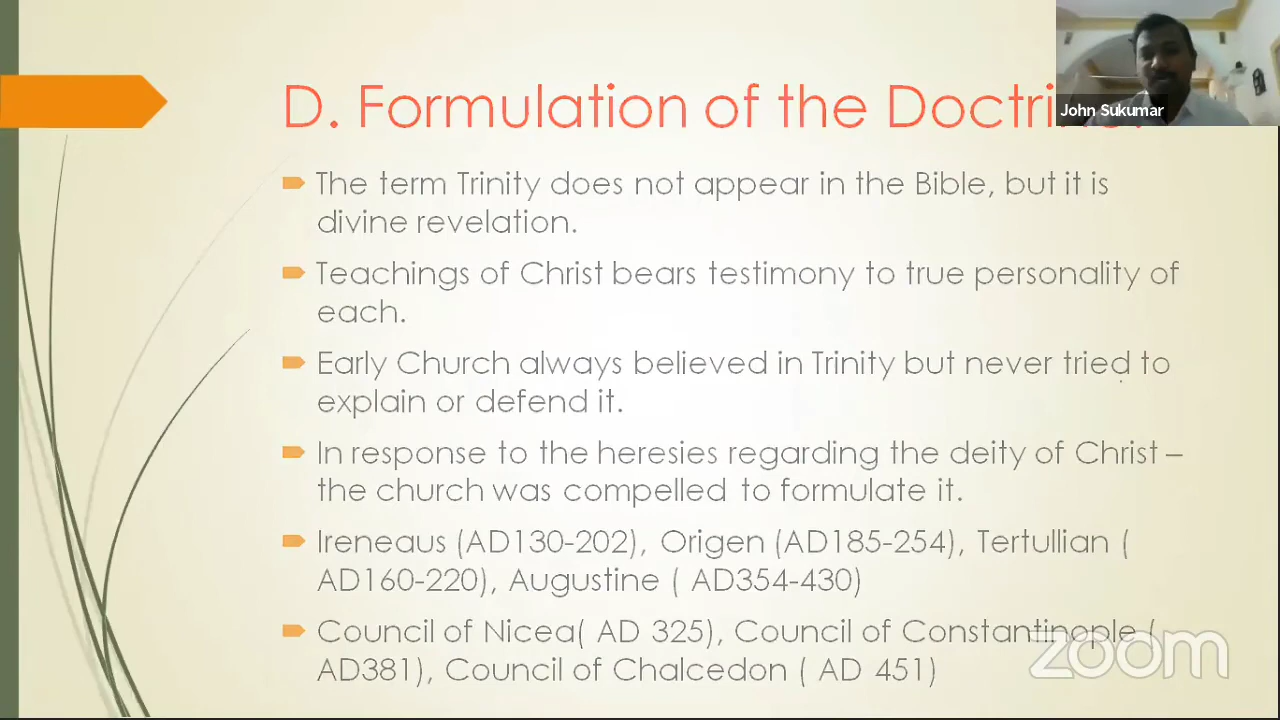 D. Formulation of the
John Sukumar
The term Trinity does not appear in the Bible, but it is
divine revelation.
Teachings of Christ bears testimony to true personality of
each.
Early Church always believed in Trinity but never tried to
explain or defend it.
In response to the heresies regarding the deity of Christ –
the church was compelled to formulate it.
Ireneaus (AD130-202), Origen (AD185-254), Tertullian (
AD160-220), Augustine ( AD354-430)
Council of Nicea( AD 325), Council of Constantinople (
AD381), Council of Chalcedon ( AD 451)
zoom